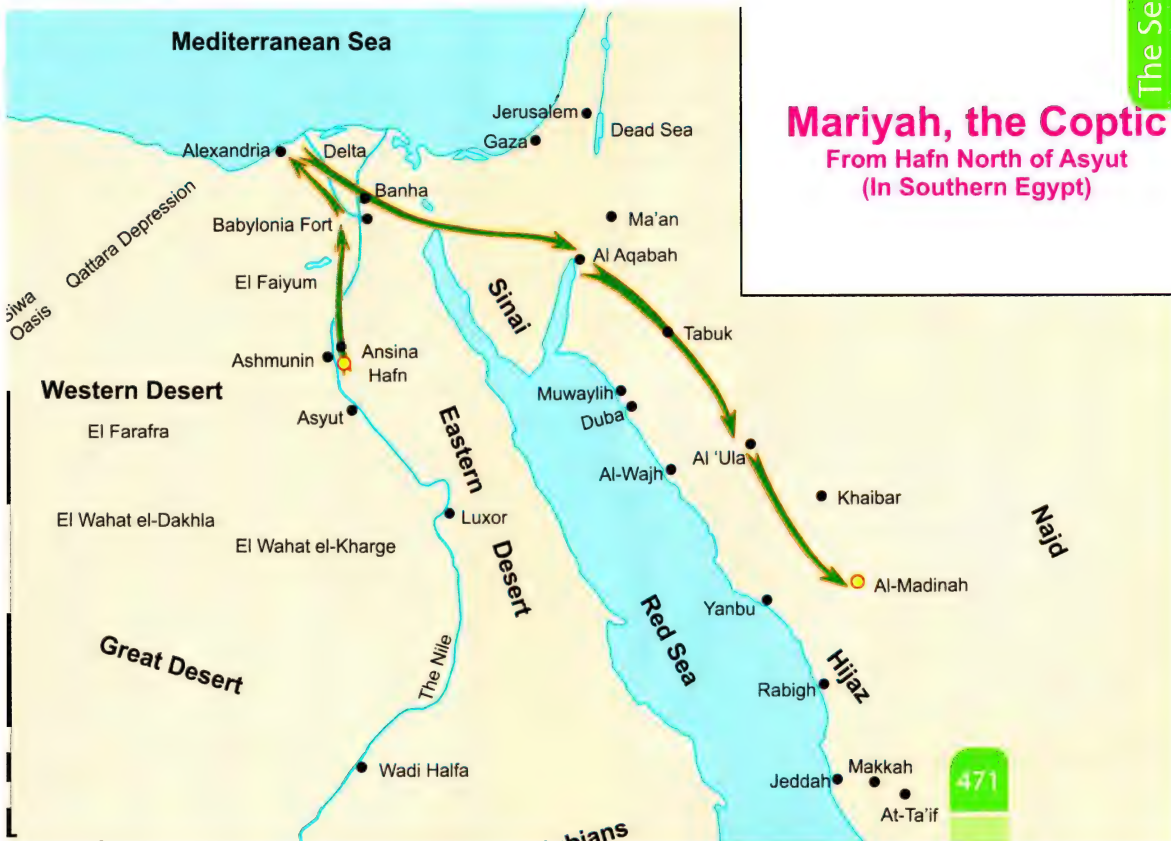 The Se
Mediterranean Sea
Mariyah, the Coptic
From Hafn North of Asyut
(In Southern Egypt)
Jerusalem
Dead Sea
Gaza
Alexandria
Delta
Banha
Babylonia Fort
Ma'an
Al Aqabah
Qattara Depression
El Faiyum
Sinai
Siwa
Oasis
Tabuk
Ashmunin
Ansina
Hafn
Western Desert
Muwaylih
Duba
Asyut
El Farafra
Eastern
Desert
Al 'Ula
Al-Wajh
Khaibar
El Wahat el-Dakhla
Luxor
El Wahat el-Kharge
Najd
Al-Madinah
Yanbu
Red Sea
Great Desert
The Nile
Hijaz
Rabigh
Wadi Halfa
Jeddah
Makkah
At-Ta'if
471
bians